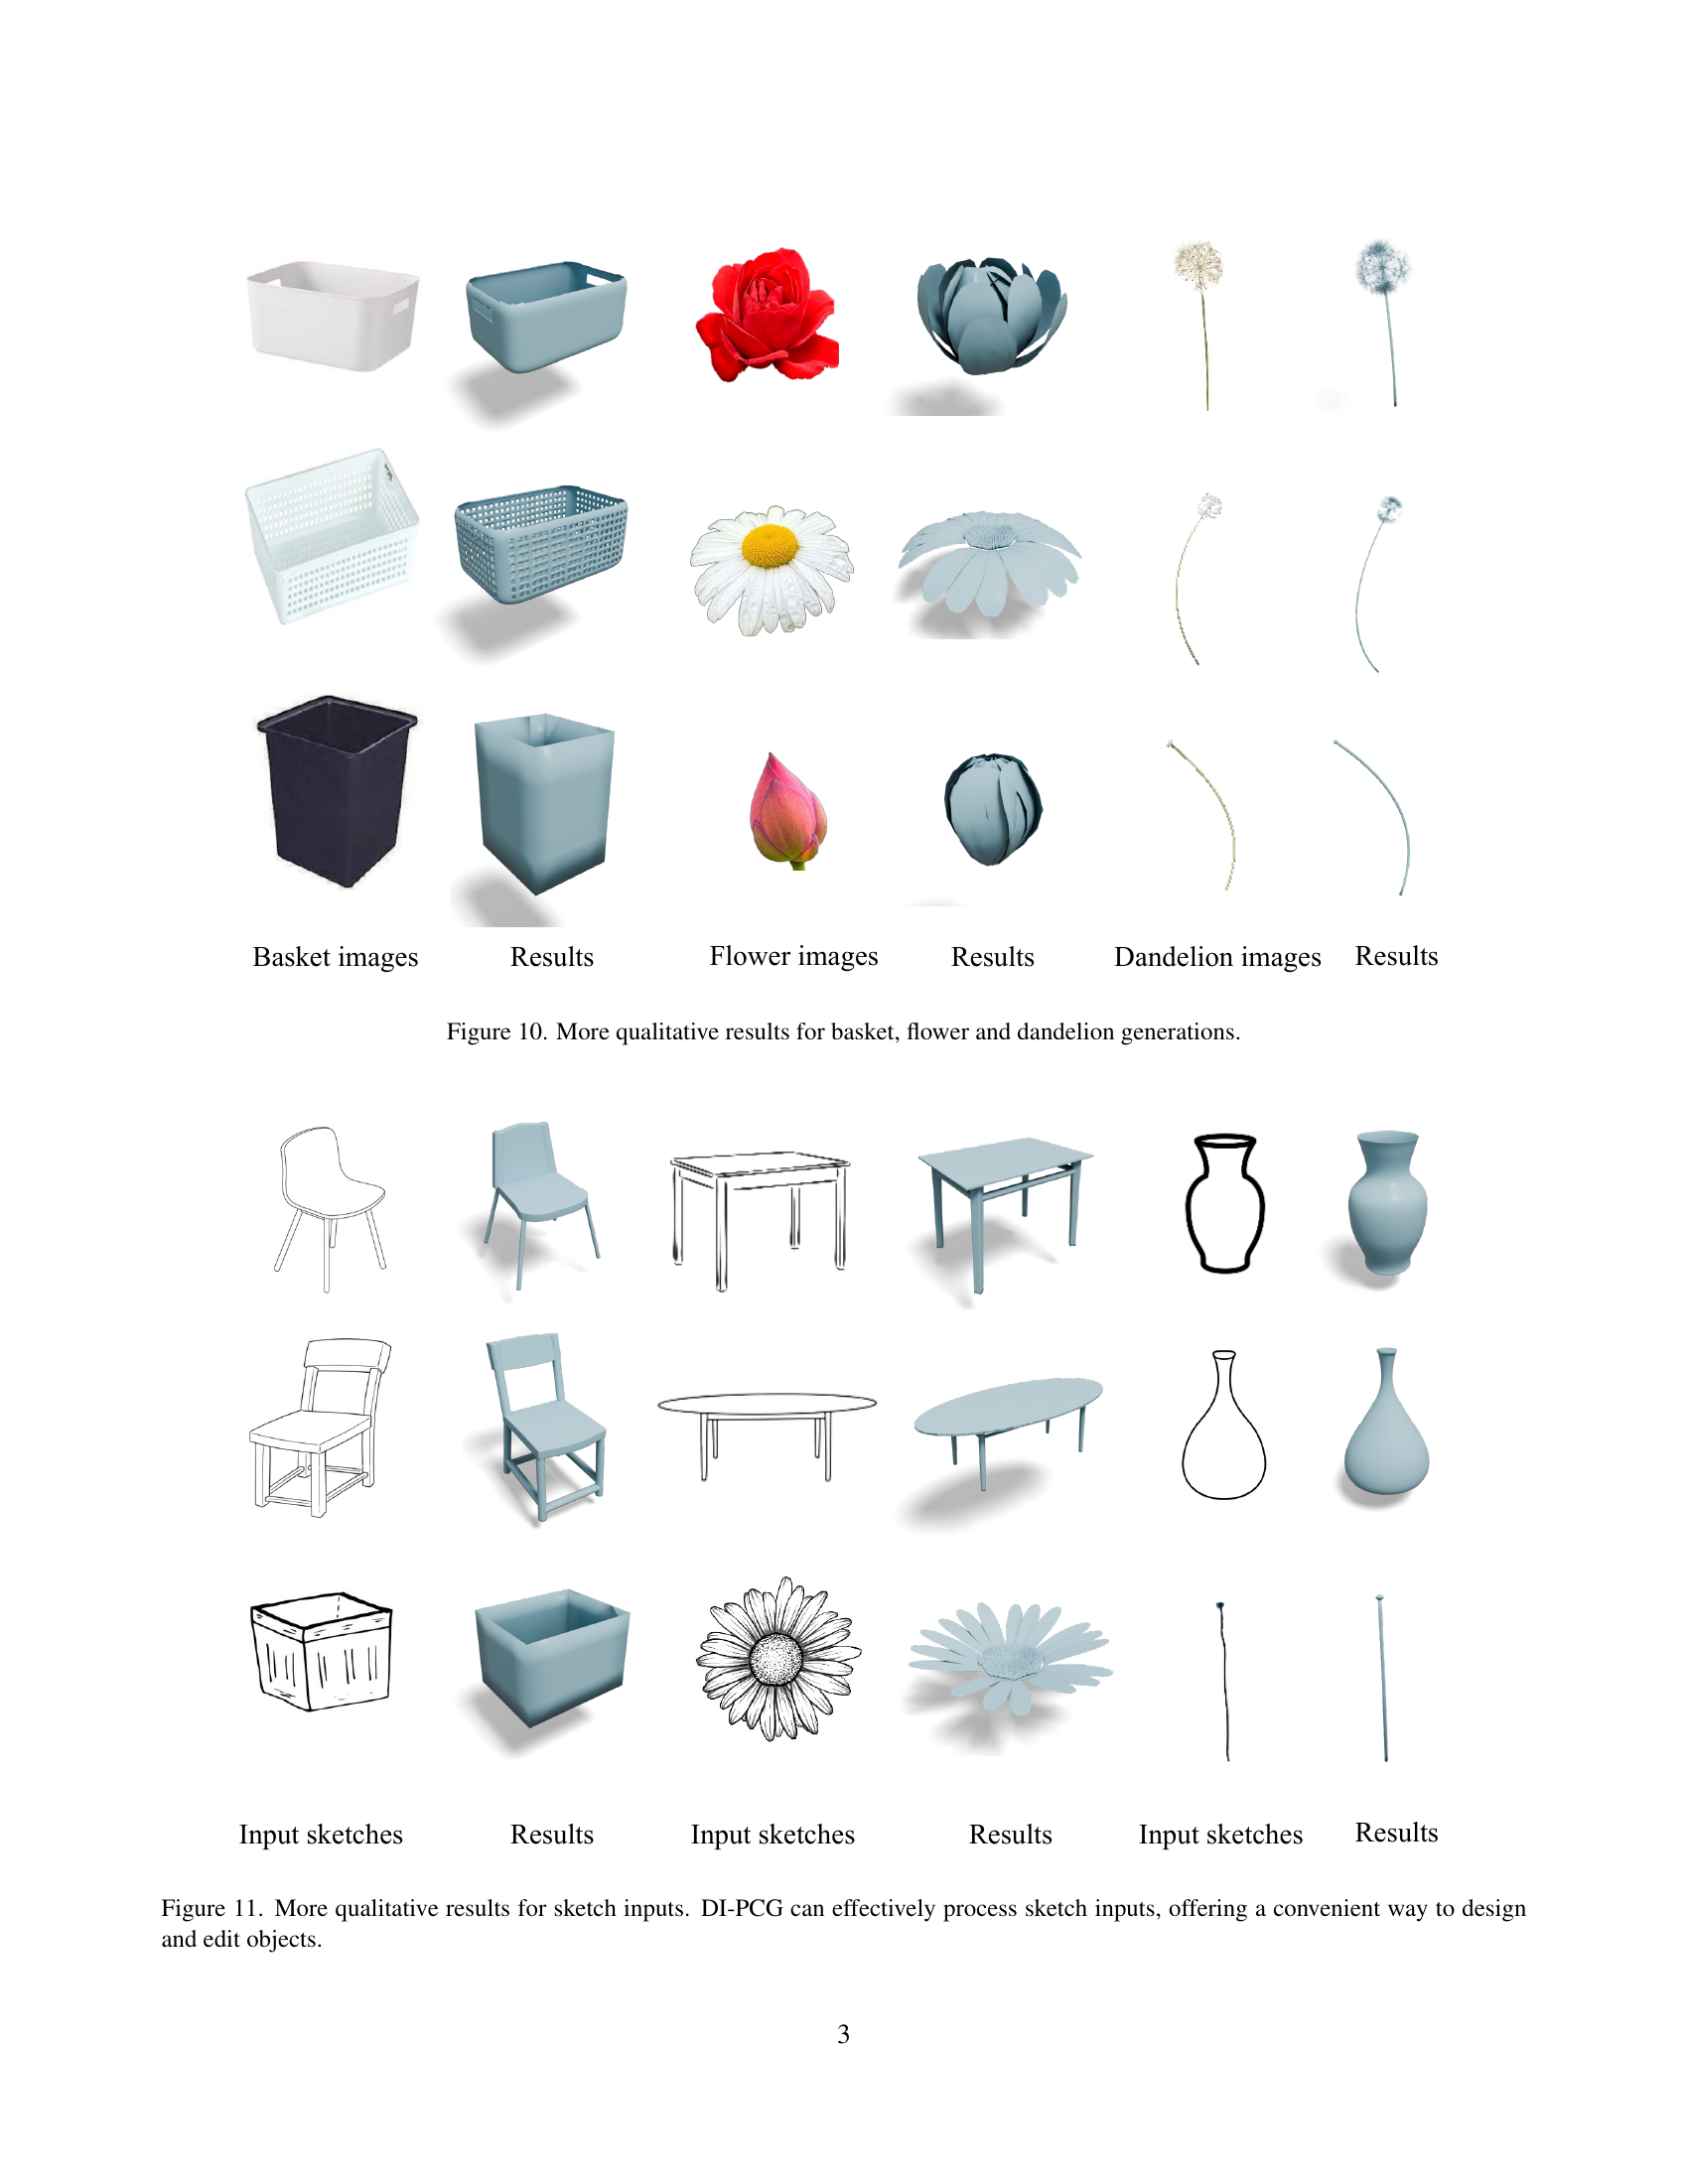 Basket images
Results
Flower images
Results
Dandelion images
Results
Figure 10. More qualitative results for basket, flower and dandelion generations.
Input sketches
Results
Input sketches
Results
Input sketches
Results
Figure 11. More qualitative results for sketch inputs. DI-PCG can effectively process sketch inputs, offering a convenient way to design
and edit objects.
3